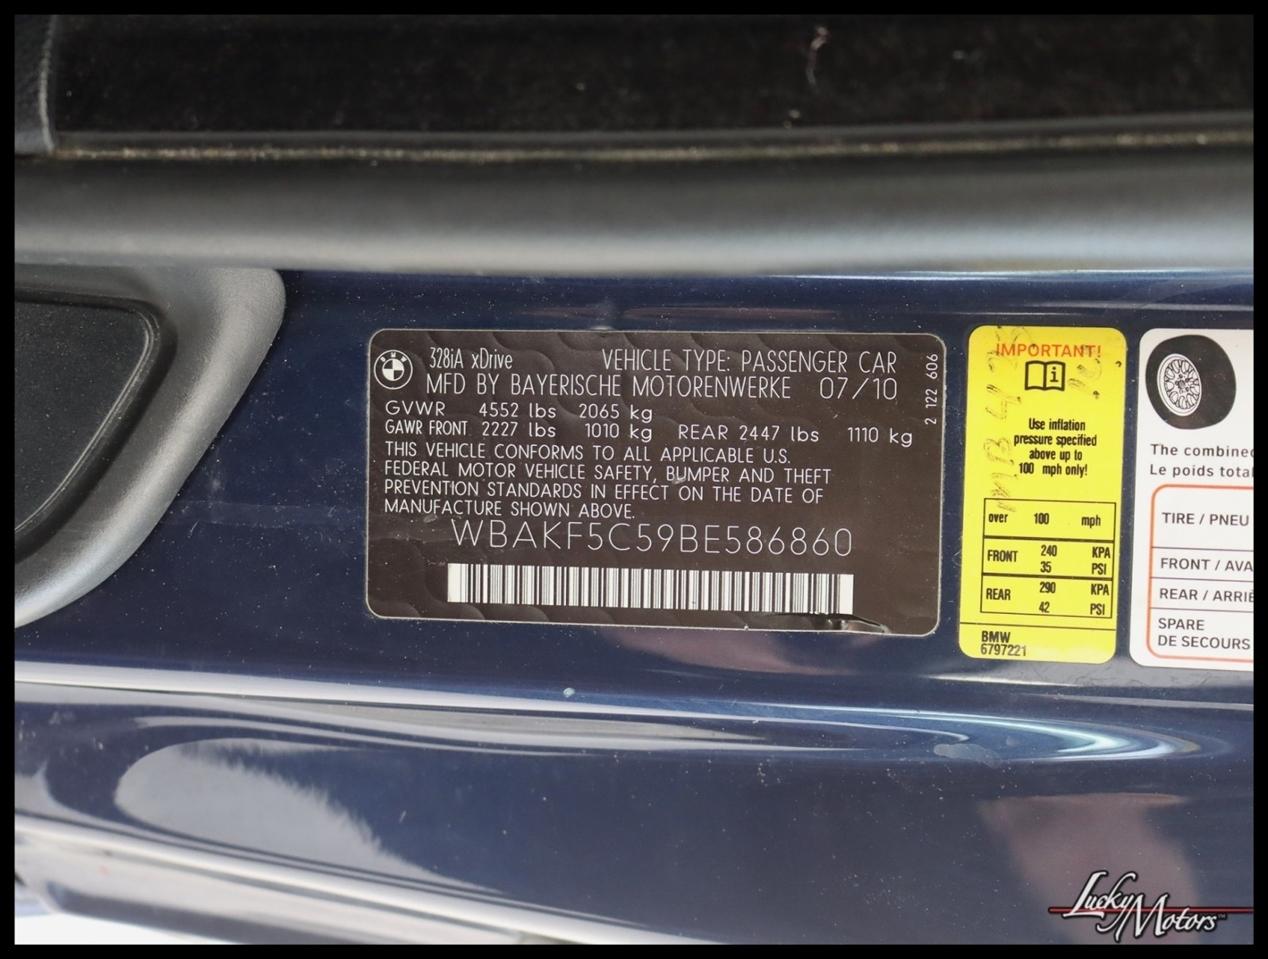 328iA xDrive VEHICLE TYPE: PASSENGER CAR
MFD BY BAYERISCHE MOTORENWERKE 07/10
GVWR 4552 lbs 2065 kg
GAWR FRONT 2227 lbs 1010 kg REAR 2447 lbs 1110 kg
THIS VEHICLE CONFORMS TO ALL APPLICABLE U.S.
FEDERAL MOTOR VEHICLE SAFETY, BUMPER AND THEFT
PREVENTION STANDARDS IN EFFECT ON THE DATE OF
MANUFACTURE SHOWN ABOVE.
WBAKF5C59BE586860
2 122 606
IMPORTANT!
Use inflation
pressure specified
above up to
100 mph only!
over 100 mph
FRONT 240 KPA
35 PSI
REAR 290 KPA
42 PSI
BMW
6797221
The combined
Le poids tota
TIRE / PNEU
FRONT / AVA
REAR / ARRIÈ
SPARE
DE SECOURS
Lucky Motors